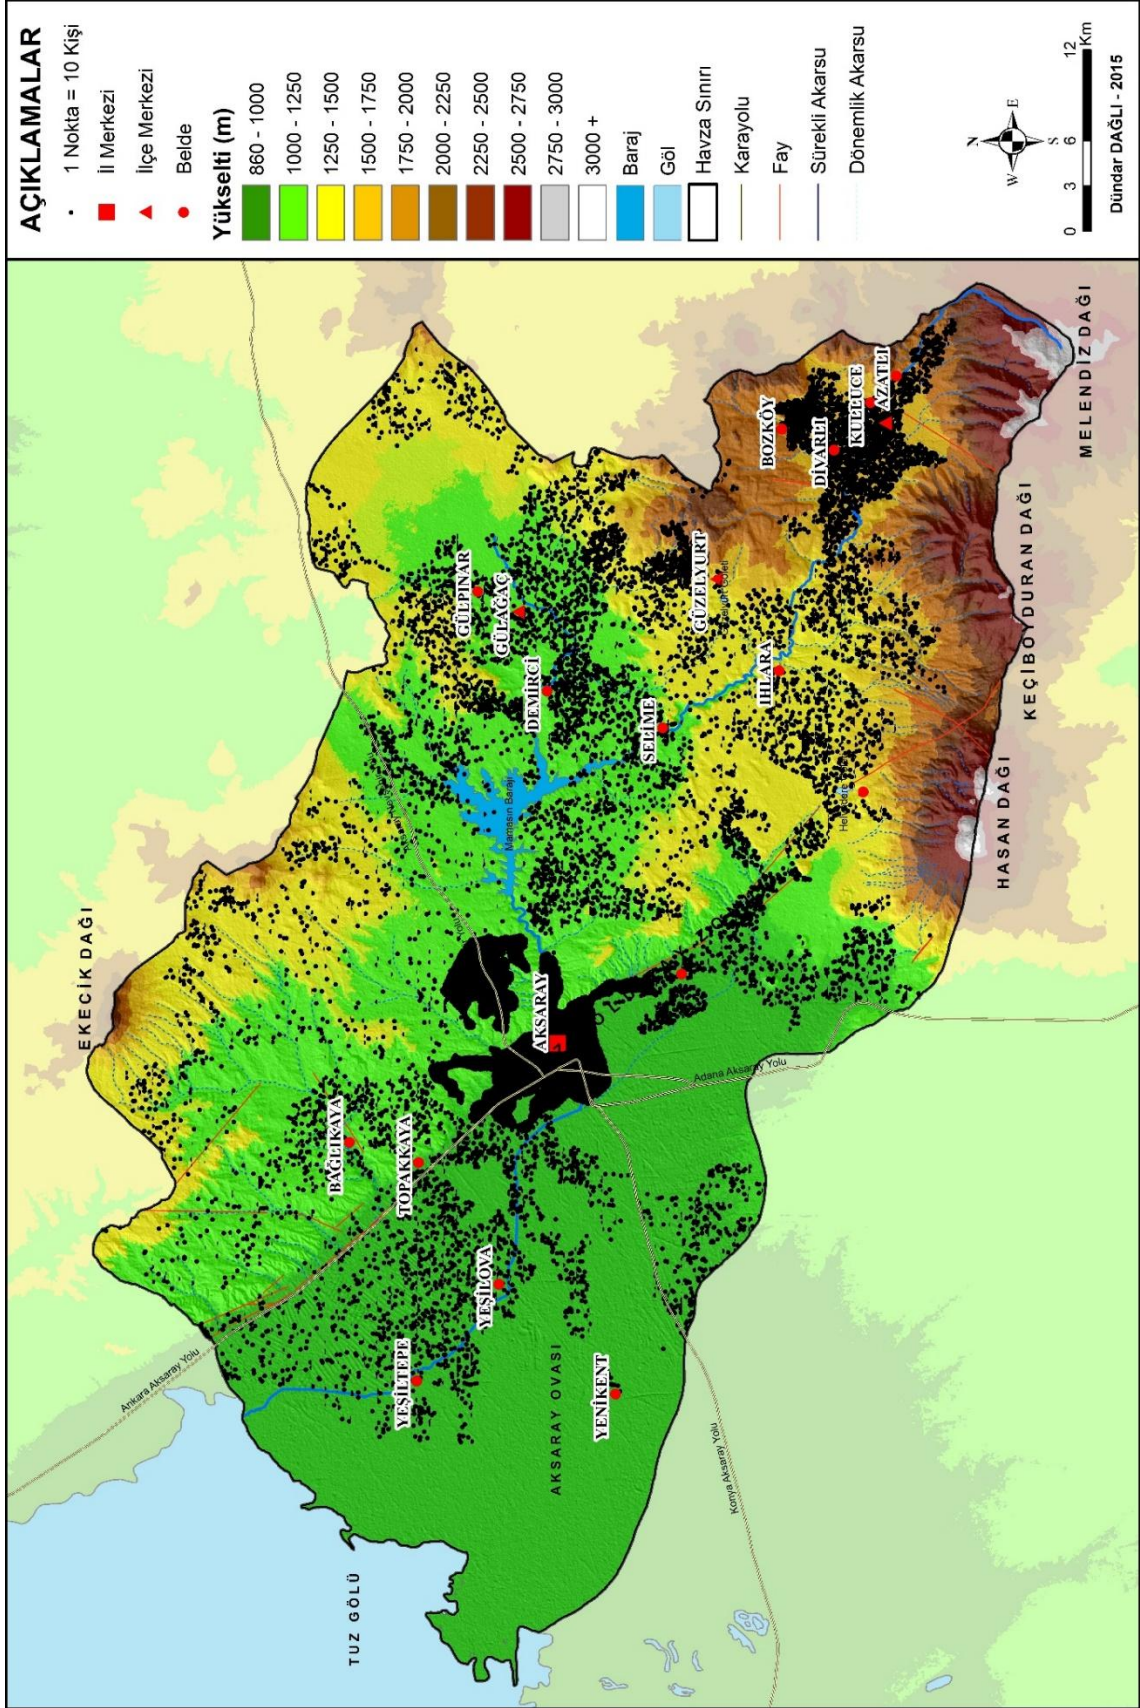 AÇIKLAMALAR
1 Nokta = 10 Kişi
İl Merkezi
İlçe Merkezi
Belde
Yükselti (m)
860 - 1000
1000 - 1250
1250 - 1500
1500 - 1750
1750 - 2000
2000 - 2250
2250 - 2500
2500 - 2750
2750 - 3000
3000 +
Baraj
Göl
Havza Sınırı
Karayolu
Fay
Sürekli Akarsu
Dönemlik Akarsu
N
W
E
S
0
3
6
12
Km
Dündar DAĞLI - 2015
EKECİK DAĞI
TUZ GÖLÜ
Ankara Aksaray Yolu
BAĞLIKAYA
TOPAKKAYA
YEŞİLTEPE
YEŞİLOVA
AKSARAY
AKSARAY OVASI
YENİKENT
Konya Aksaray Yolu
Adana Aksaray Yolu
Mamasın Barajı
GÜLPINAR
GÜLAĞAÇ
DEMİRCİ
SELİME
GÜZELYURT
IHLARA
BOZKÖY
DİVARLI
KULLUCE
AZATLI
HASAN DAĞI
KEÇİBOYDURAN DAĞI
MELENDİZ DAĞI